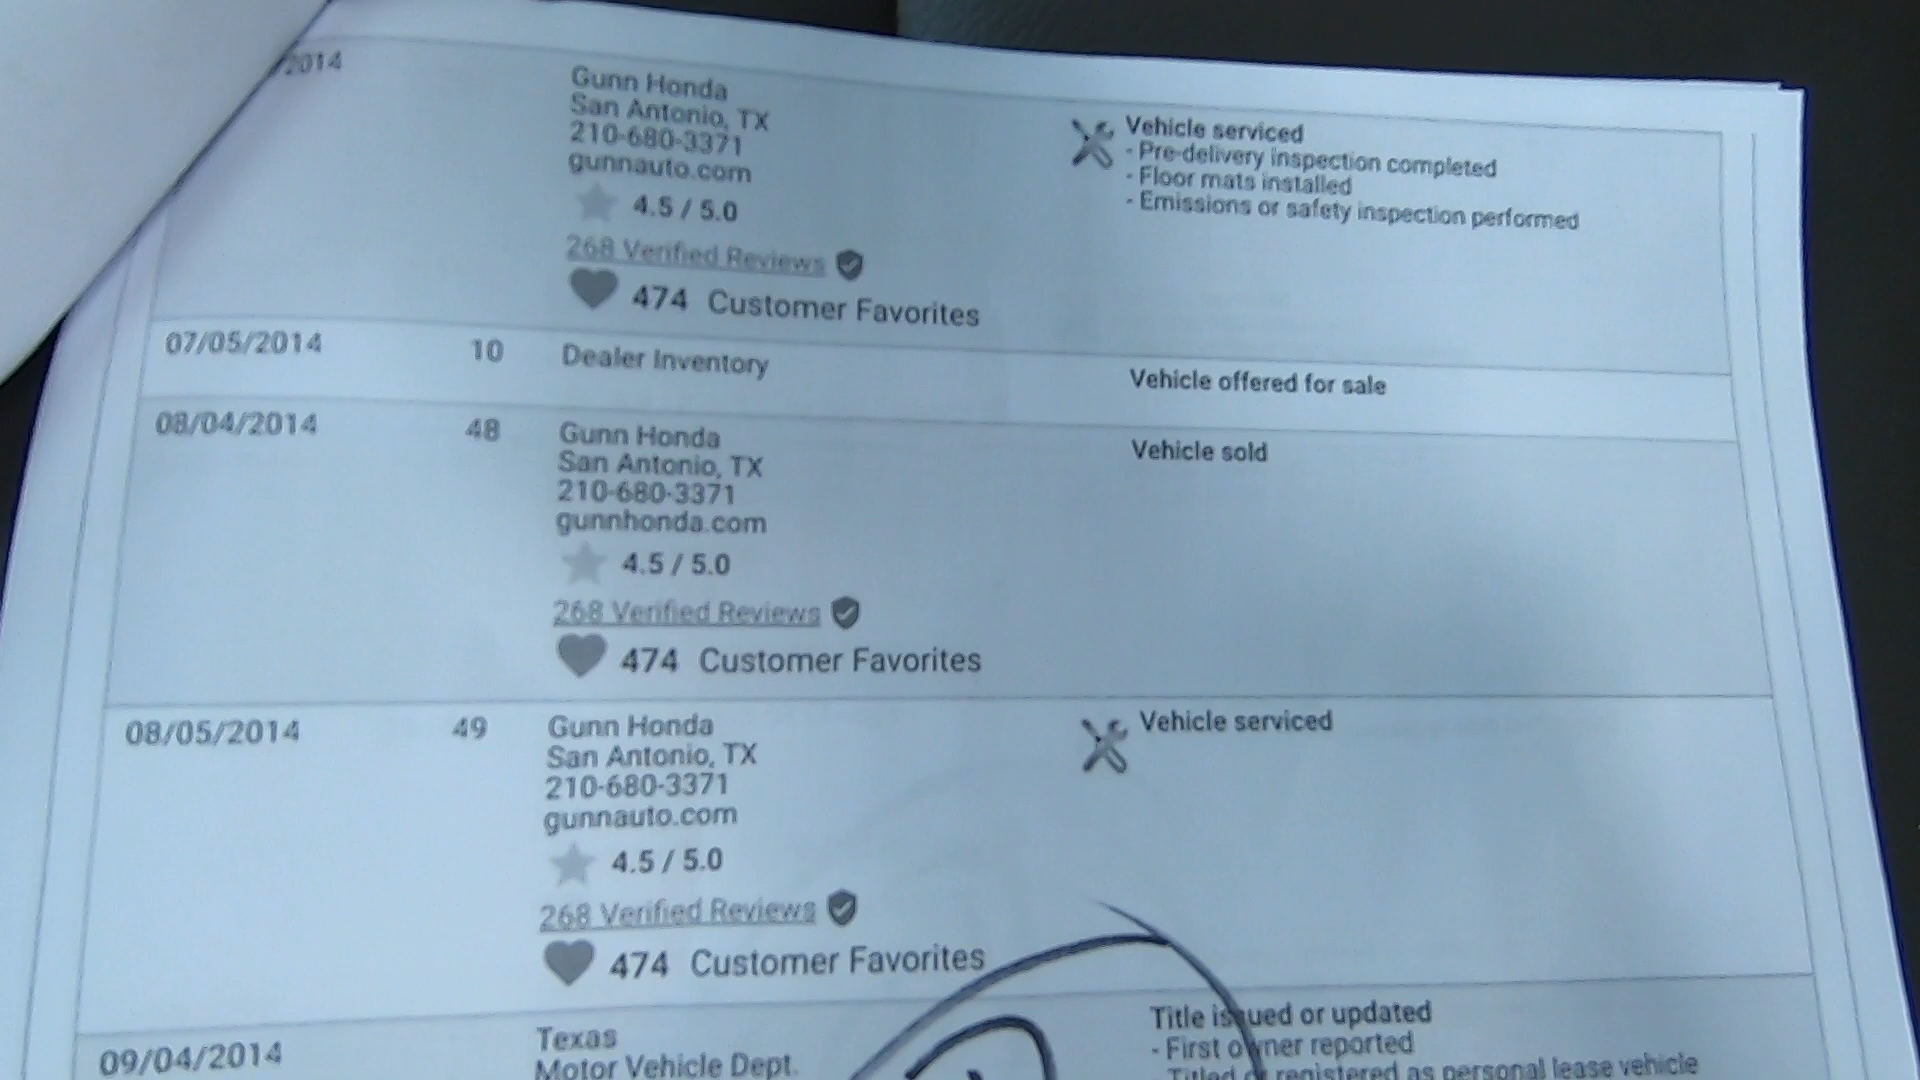 /2014
Gunn Honda
San Antonio, TX
210-680-3371
gunnauto.com
4.5 / 5.0
268 Verified Reviews
474 Customer Favorites
Vehicle serviced
- Pre-delivery inspection completed
- Floor mats installed
- Emissions or safety inspection performed
07/05/2014 10 Dealer Inventory Vehicle offered for sale
08/04/2014 48 Gunn Honda Vehicle sold
San Antonio, TX
210-680-3371
gunnhonda.com
4.5 / 5.0
268 Verified Reviews
474 Customer Favorites
08/05/2014 49 Gunn Honda Vehicle serviced
San Antonio, TX
210-680-3371
gunnauto.com
4.5 / 5.0
268 Verified Reviews
474 Customer Favorites
09/04/2014 Texas
Motor Vehicle Dept.
Title issued or updated
- First owner reported
- Titled or registered as personal lease vehicle